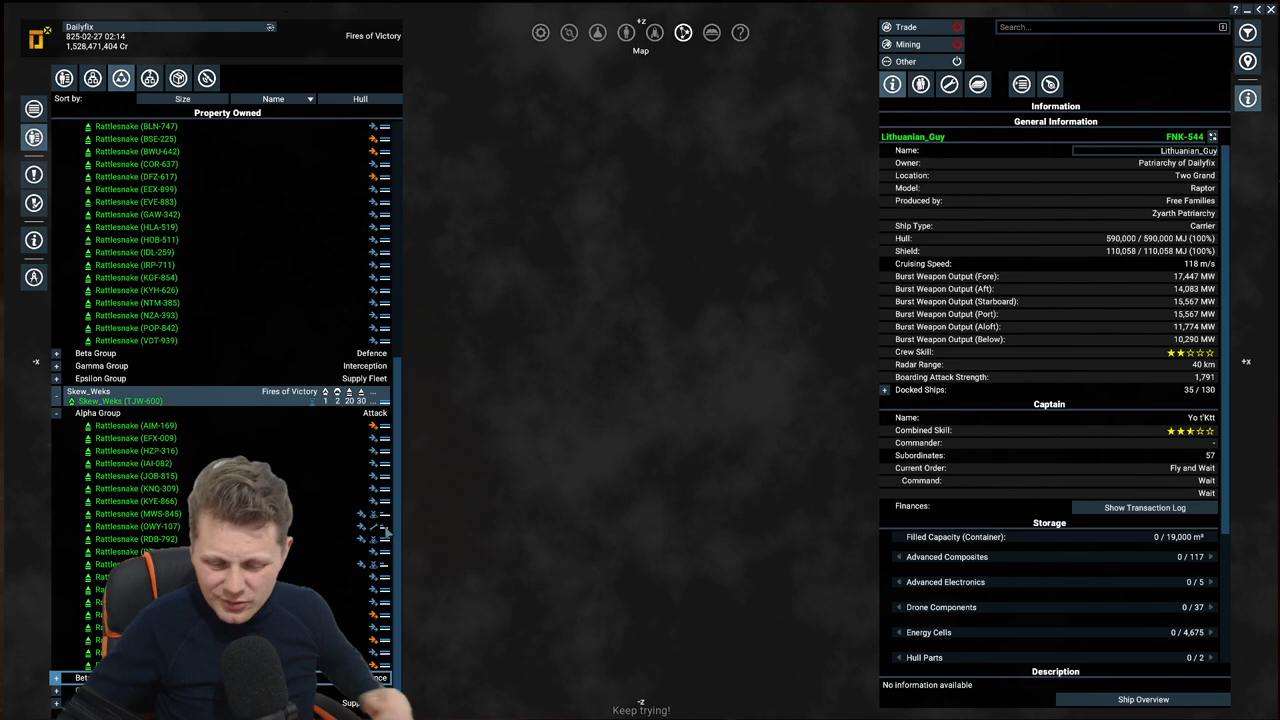 Dailyfix
825-02-27 02:14
1,528,471,404 Cr
Fires of Victory
Sort by:
Size
Name
Hull
Property Owned
Rattlesnake (BLN-747)
Rattlesnake (BSE-225)
Rattlesnake (BWU-642)
Rattlesnake (COR-637)
Rattlesnake (DFZ-617)
Rattlesnake (EEX-899)
Rattlesnake (EVE-883)
Rattlesnake (GAW-342)
Rattlesnake (HLA-519)
Rattlesnake (HOB-511)
Rattlesnake (IDL-259)
Rattlesnake (IRP-711)
Rattlesnake (KGF-854)
Rattlesnake (KYH-626)
Rattlesnake (NTM-385)
Rattlesnake (NZA-393)
Rattlesnake (POP-842)
Rattlesnake (VDT-939)
Beta Group Defence
Gamma Group Interception
Epsilon Group Supply Fleet
Skew_Weks Fires of Victory
Skew_Weks (TJW-600) 1 2 20 30 ...
Alpha Group Attack
Rattlesnake (AIM-169)
Rattlesnake (EFX-009)
Rattlesnake (HZP-316)
Rattlesnake (IAI-082)
Rattlesnake (JOB-815)
Rattlesnake (KNQ-309)
Rattlesnake (KYE-866)
Rattlesnake (MWS-845)
Rattlesnake (OWY-107)
Rattlesnake (RDB-792)
+z
Map
-x
+x
-z
Keep trying!
Trade
Mining
Other
Search...
Information
General Information
Lithuanian_Guy FNK-544
Name: Lithuanian_Guy
Owner: Patriarchy of Dailyfix
Location: Two Grand
Model: Raptor
Produced by: Free Families
Zyarth Patriarchy
Ship Type: Carrier
Hull: 590,000 / 590,000 MJ (100%)
Shield: 110,058 / 110,058 MJ (100%)
Cruising Speed: 118 m/s
Burst Weapon Output (Fore): 17,447 MW
Burst Weapon Output (Aft): 14,083 MW
Burst Weapon Output (Starboard): 15,567 MW
Burst Weapon Output (Port): 15,567 MW
Burst Weapon Output (Aloft): 11,774 MW
Burst Weapon Output (Below): 10,290 MW
Crew Skill:
Radar Range: 40 km
Boarding Attack Strength: 1,791
Docked Ships: 35 / 130
Captain
Name: Yo t'Ktt
Combined Skill:
Commander: -
Subordinates: 57
Current Order: Fly and Wait
Command: Wait
Wait
Finances: Show Transaction Log
Storage
Filled Capacity (Container): 0 / 19,000 m³
Advanced Composites 0 / 117
Advanced Electronics 0 / 5
Drone Components 0 / 37
Energy Cells 0 / 4,675
Hull Parts 0 / 2
Description
No information available
Ship Overview